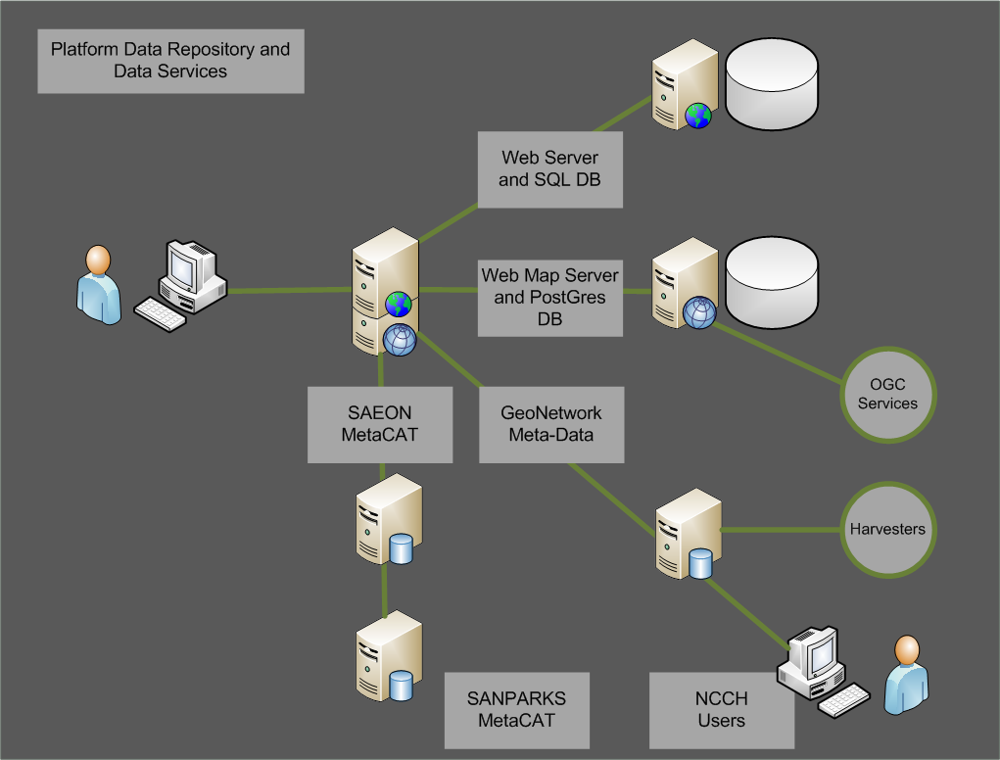 Platform Data Repository and
Data Services
Web Server
and SQL DB
Web Map Server
and PostGres
DB
OGC
Services
SAEON
MetaCAT
GeoNetwork
Meta-Data
Harvesters
SANPARKS
MetaCAT
NCCH
Users